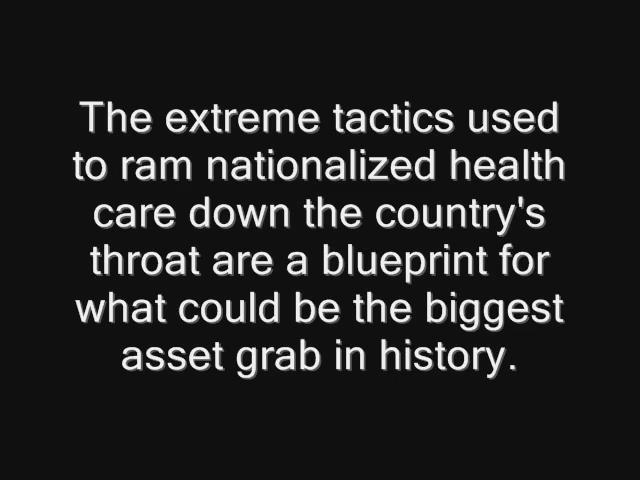 The extreme tactics used
to ram nationalized health
care down the country's
throat are a blueprint for
what could be the biggest
asset grab in history.